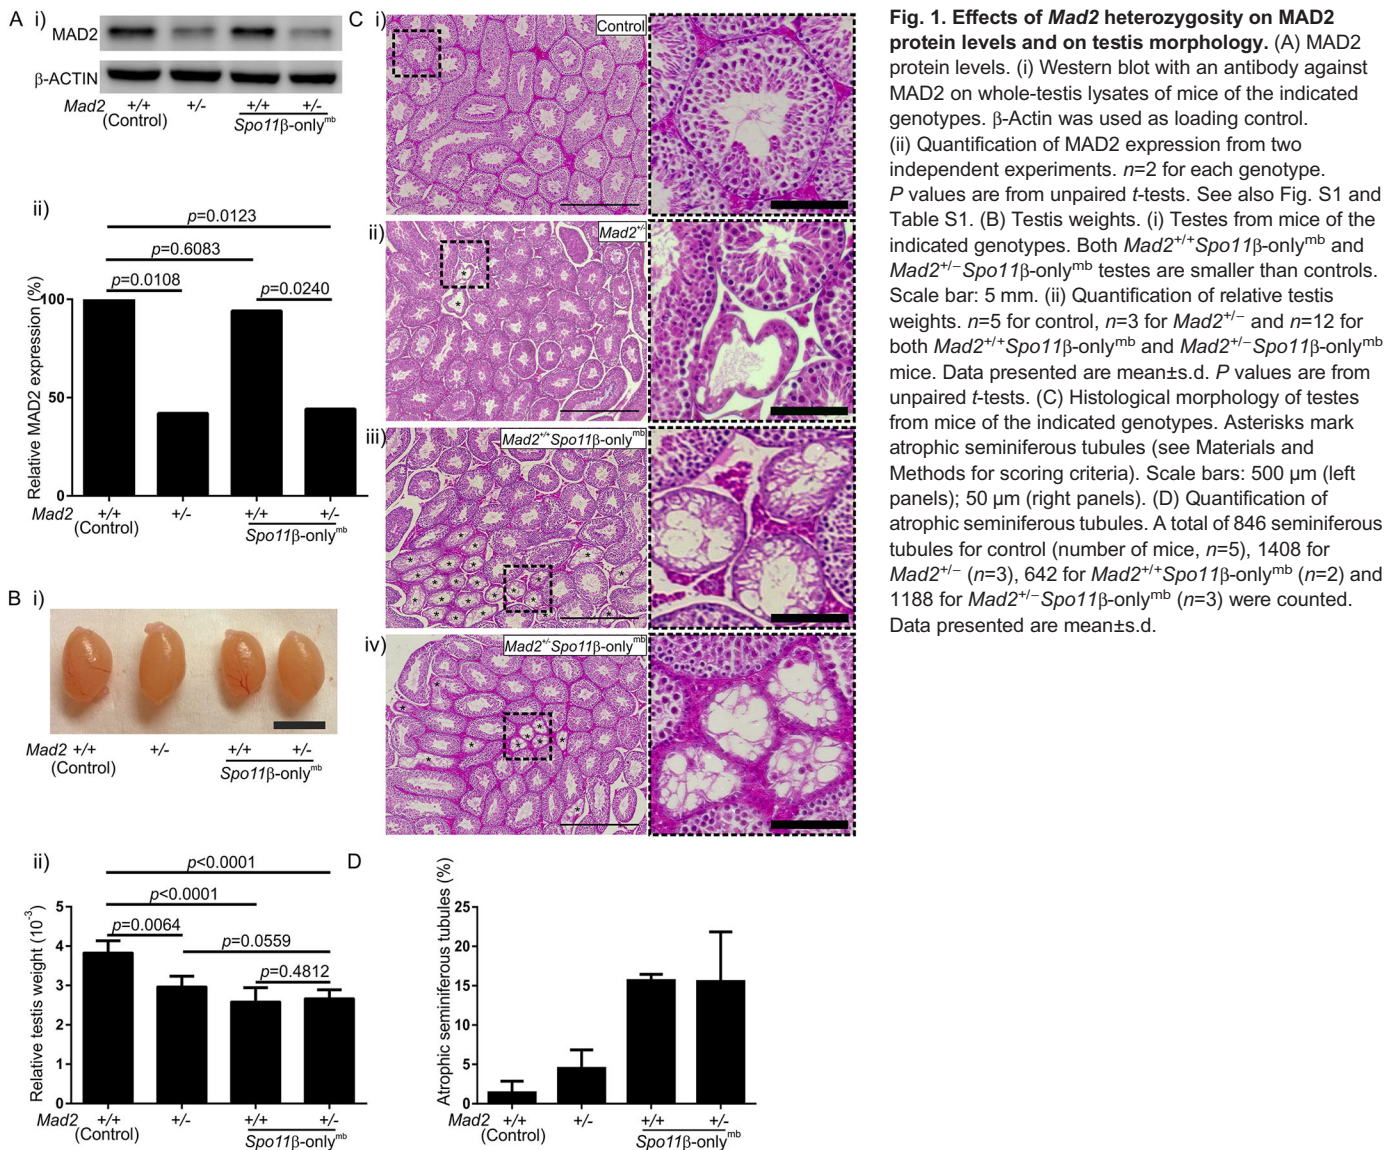 A i)
MAD2
β-ACTIN
Mad2 +/+ +/- +/+ +/-
(Control) Spo11β-only^mb
ii)
p=0.0123
p=0.6083
p=0.0108 p=0.0240
Relative MAD2 expression (%)
100
50
0
Mad2 +/+ +/- +/+ +/-
(Control) Spo11β-only^mb
B i)
Mad2 +/+ +/- +/+ +/-
(Control) Spo11β-only^mb
ii)
p<0.0001
p<0.0001
p=0.0064
p=0.0559
p=0.4812
Relative testis weight (10^-3)
5
4
3
2
1
0
Mad2 +/+ +/- +/+ +/-
(Control) Spo11β-only^mb
C i)
Control
ii)
Mad2^+/-
* *
iii)
Mad2^+/+Spo11β-only^mb
iv)
Mad2^+/-Spo11β-only^mb
D
Atrophic seminiferous tubules (%)
25
20
15
10
5
0
Mad2 +/+ +/- +/+ +/-
(Control) Spo11β-only^mb
Fig. 1. Effects of Mad2 heterozygosity on MAD2
protein levels and on testis morphology. (A) MAD2
protein levels. (i) Western blot with an antibody against
MAD2 on whole-testis lysates of mice of the indicated
genotypes. β-Actin was used as loading control.
(ii) Quantification of MAD2 expression from two
independent experiments. n=2 for each genotype.
P values are from unpaired t-tests. See also Fig. S1 and
Table S1. (B) Testis weights. (i) Testes from mice of the
indicated genotypes. Both Mad2^+/+Spo11β-only^mb and
Mad2^+/−Spo11β-only^mb testes are smaller than controls.
Scale bar: 5 mm. (ii) Quantification of relative testis
weights. n=5 for control, n=3 for Mad2^+/− and n=12 for
both Mad2^+/+Spo11β-only^mb and Mad2^+/−Spo11β-only^mb
mice. Data presented are mean±s.d. P values are from
unpaired t-tests. (C) Histological morphology of testes
from mice of the indicated genotypes. Asterisks mark
atrophic seminiferous tubules (see Materials and
Methods for scoring criteria). Scale bars: 500 µm (left
panels); 50 µm (right panels). (D) Quantification of
atrophic seminiferous tubules. A total of 846 seminiferous
tubules for control (number of mice, n=5), 1408 for
Mad2^+/− (n=3), 642 for Mad2^+/+Spo11β-only^mb (n=2) and
1188 for Mad2^+/−Spo11β-only^mb (n=3) were counted.
Data presented are mean±s.d.